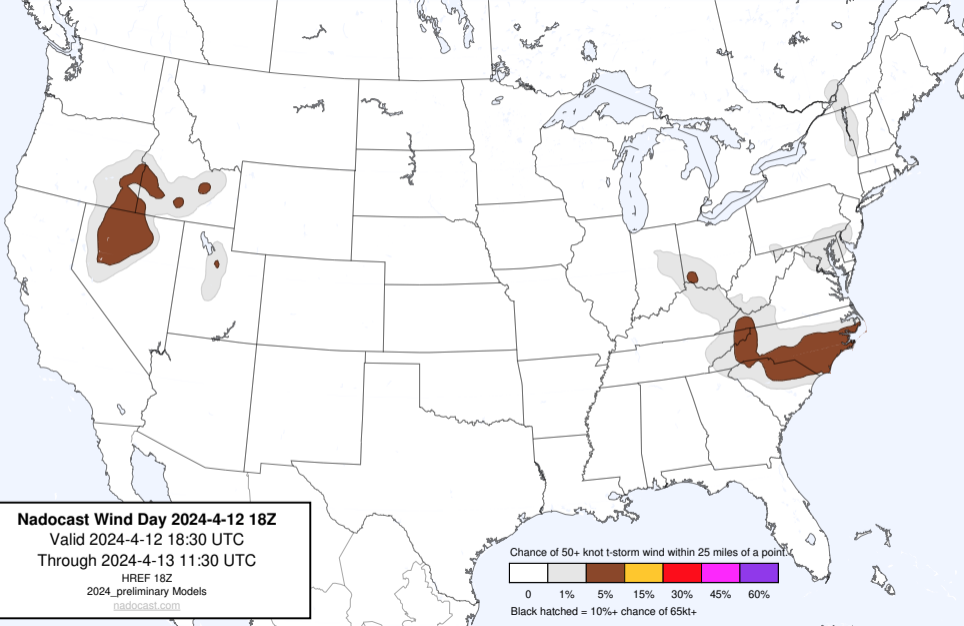 Nadocast Wind Day 2024-4-12 18Z
Valid 2024-4-12 18:30 UTC
Through 2024-4-13 11:30 UTC
HREF 18Z
2024_preliminary Models
nadocast.com
Chance of 50+ knot t-storm wind within 25 miles of a point.
0 1% 5% 15% 30% 45% 60%
Black hatched = 10%+ chance of 65kt+